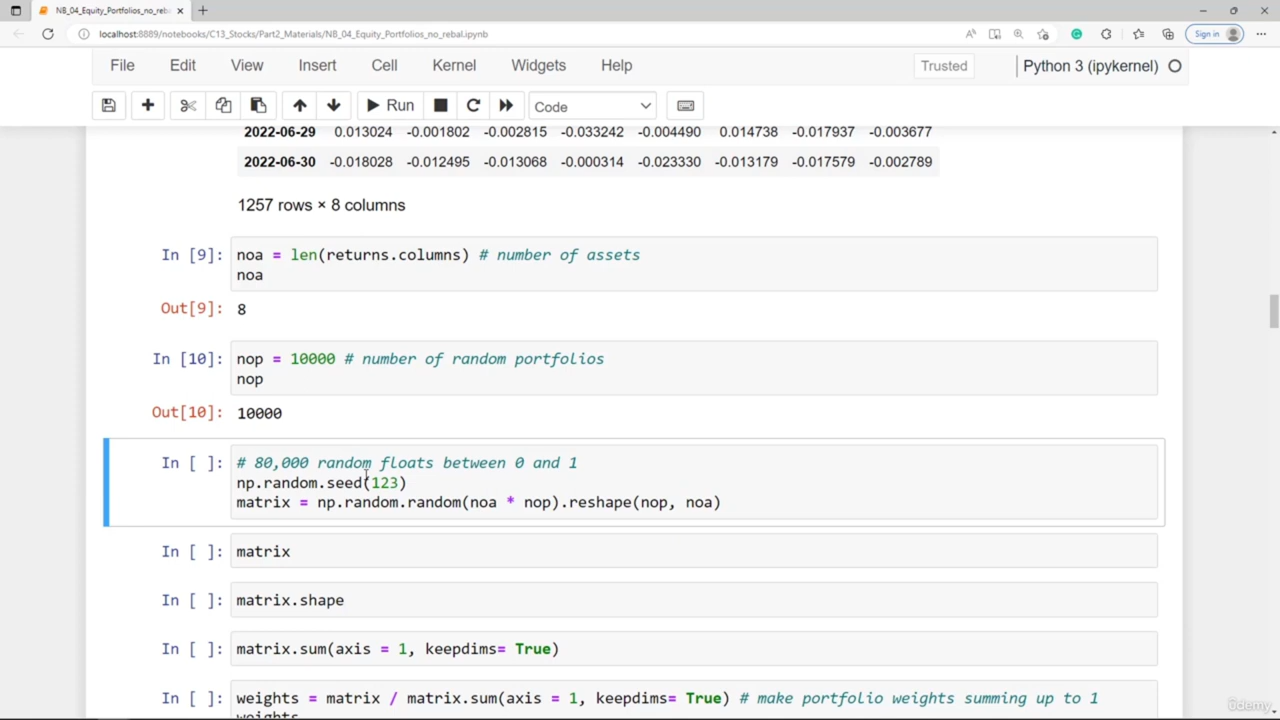 NB_04_Equity_Portfolios_no_reb
localhost:8889/notebooks/C13_Stocks/Part2_Materials/NB_04_Equity_Portfolios_no_rebal.ipynb
Sign in
File Edit View Insert Cell Kernel Widgets Help Trusted Python 3 (ipykernel)
Run Code
2022-06-29 0.013024 -0.001802 -0.002815 -0.033242 -0.004490 0.014738 -0.017937 -0.003677
2022-06-30 -0.018028 -0.012495 -0.013068 -0.000314 -0.023330 -0.013179 -0.017579 -0.002789
1257 rows × 8 columns
In [9]: noa = len(returns.columns) # number of assets
noa
Out[9]: 8
In [10]: nop = 10000 # number of random portfolios
nop
Out[10]: 10000
In [ ]: # 80,000 random floats between 0 and 1
np.random.seed(123)
matrix = np.random.random(noa * nop).reshape(nop, noa)
In [ ]: matrix
In [ ]: matrix.shape
In [ ]: matrix.sum(axis = 1, keepdims= True)
In [ ]: weights = matrix / matrix.sum(axis = 1, keepdims= True) # make portfolio weights summing up to 1
weights
ûdemy